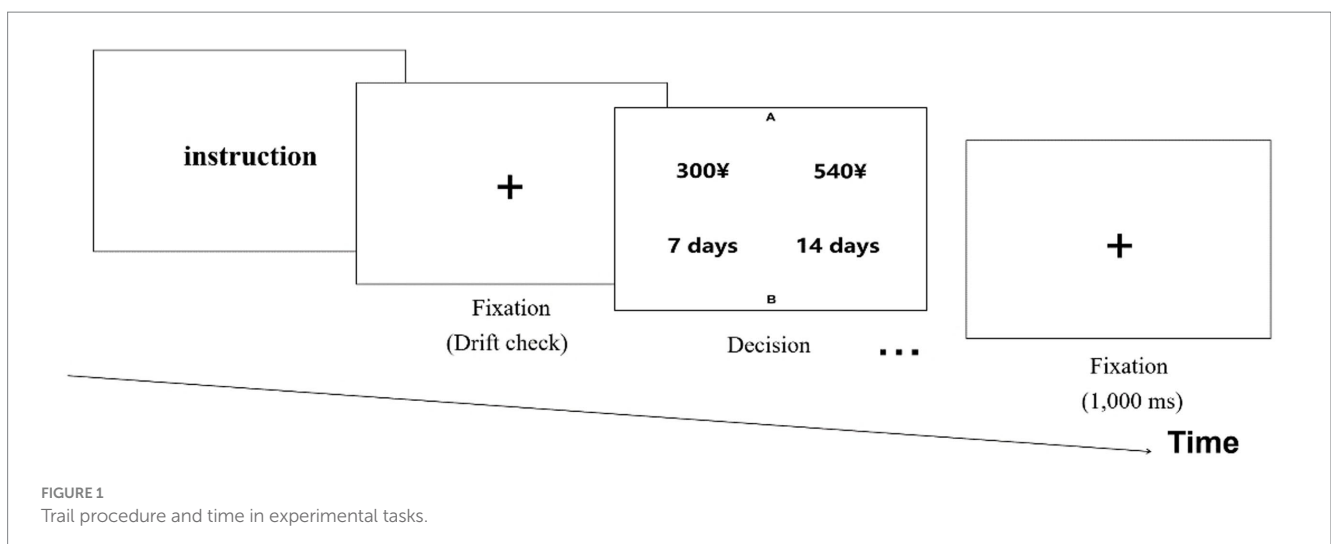 instruction
+
Fixation
(Drift check)
A
300¥ 540¥
7 days 14 days
B
Decision
...
+
Fixation
(1,000 ms)
Time
FIGURE 1
Trail procedure and time in experimental tasks.